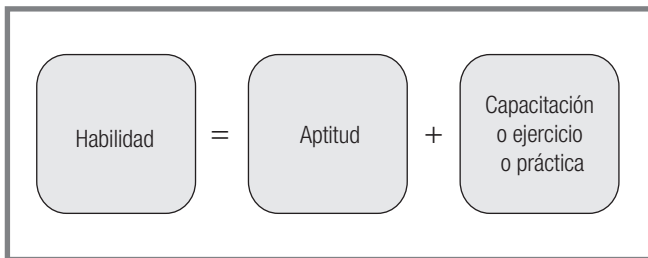 Habilidad
=
Aptitud
+
Capacitación
o ejercicio
o práctica